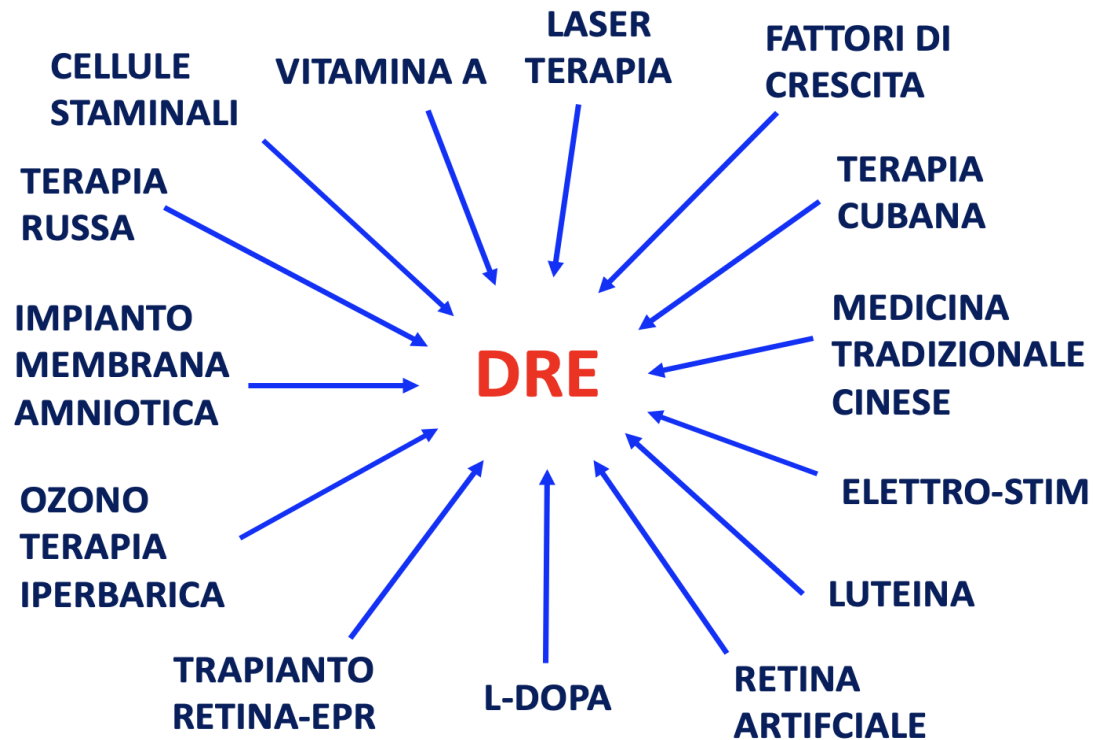 CELLULE
STAMINALI
VITAMINA A
LASER
TERAPIA
FATTORI DI
CRESCITA
TERAPIA
RUSSA
TERAPIA
CUBANA
IMPIANTO
MEMBRANA
AMNIOTICA
DRE
MEDICINA
TRADIZIONALE
CINESE
OZONO
TERAPIA
IPERBARICA
ELETTRO-STIM
LUTEINA
TRAPIANTO
RETINA-EPR
L-DOPA
RETINA
ARTIFCIALE